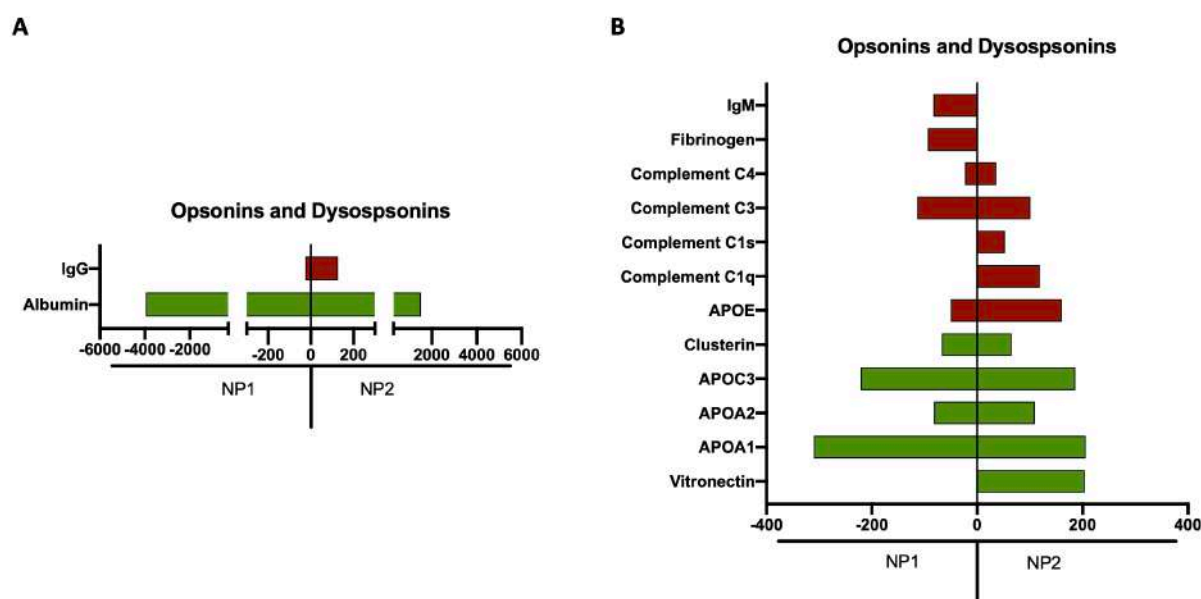 A
Opsonins and Dysospsonins
IgG
Albumin
-6000 -4000 -2000 -200 0 200 2000 4000 6000
NP1 NP2
B
Opsonins and Dysospsonins
IgM
Fibrinogen
Complement C4
Complement C3
Complement C1s
Complement C1q
APOE
Clusterin
APOC3
APOA2
APOA1
Vitronectin
-400 -200 0 200 400
NP1 NP2